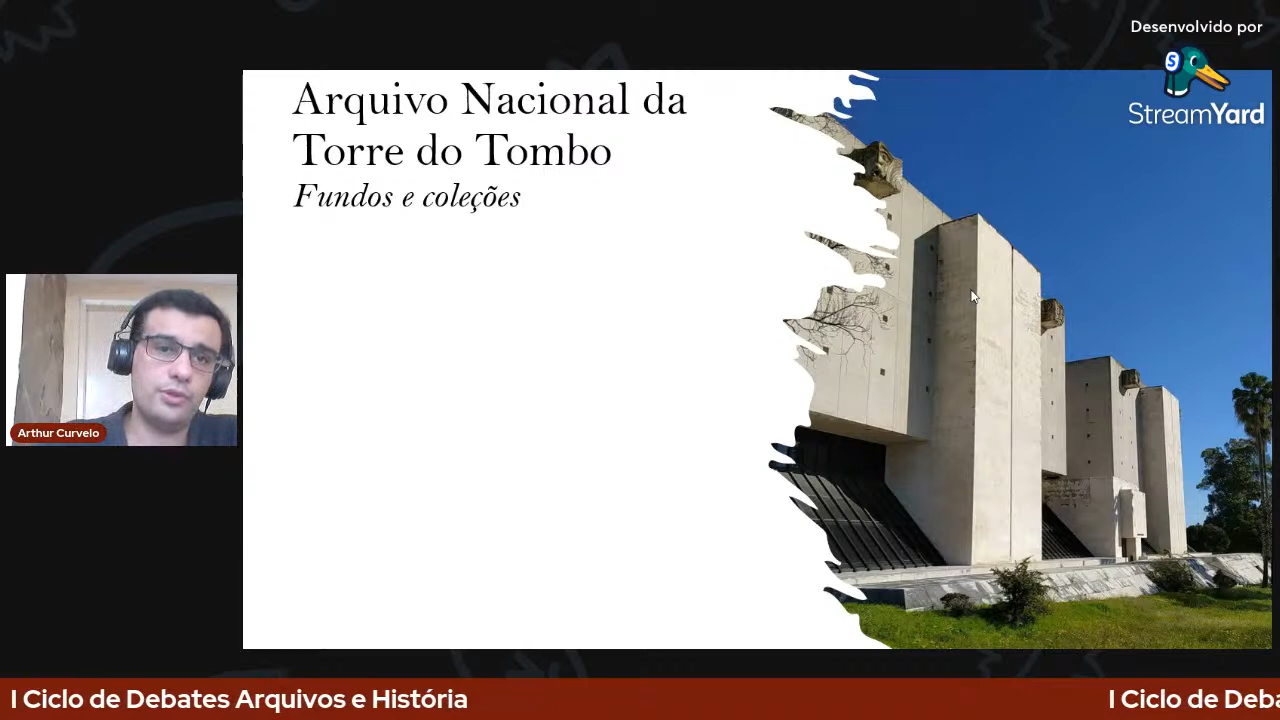 Desenvolvido por
StreamYard
Arquivo Nacional da
Torre do Tombo
Fundos e coleções
Arthur Curvelo
I Ciclo de Debates Arquivos e História
I Ciclo de Deba